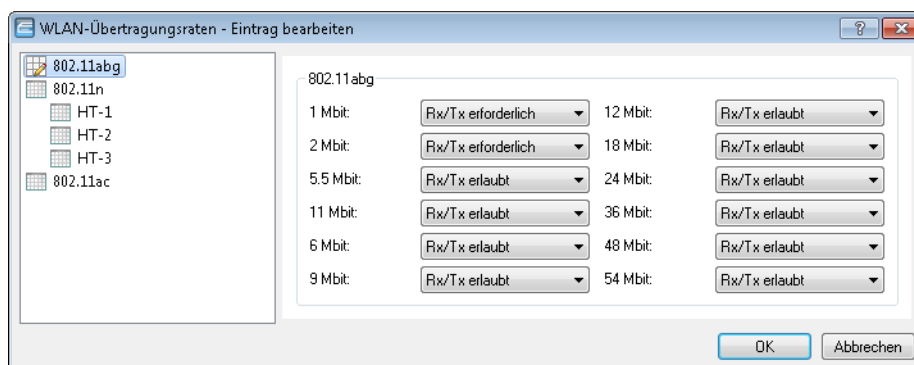 WLAN-Übertragungsraten - Eintrag bearbeiten
802.11abg
802.11n
HT-1
HT-2
HT-3
802.11ac
802.11abg
1 Mbit: Rx/Tx erforderlich 12 Mbit: Rx/Tx erlaubt
2 Mbit: Rx/Tx erforderlich 18 Mbit: Rx/Tx erlaubt
5.5 Mbit: Rx/Tx erlaubt 24 Mbit: Rx/Tx erlaubt
11 Mbit: Rx/Tx erlaubt 36 Mbit: Rx/Tx erlaubt
6 Mbit: Rx/Tx erlaubt 48 Mbit: Rx/Tx erlaubt
9 Mbit: Rx/Tx erlaubt 54 Mbit: Rx/Tx erlaubt
OK Abbrechen